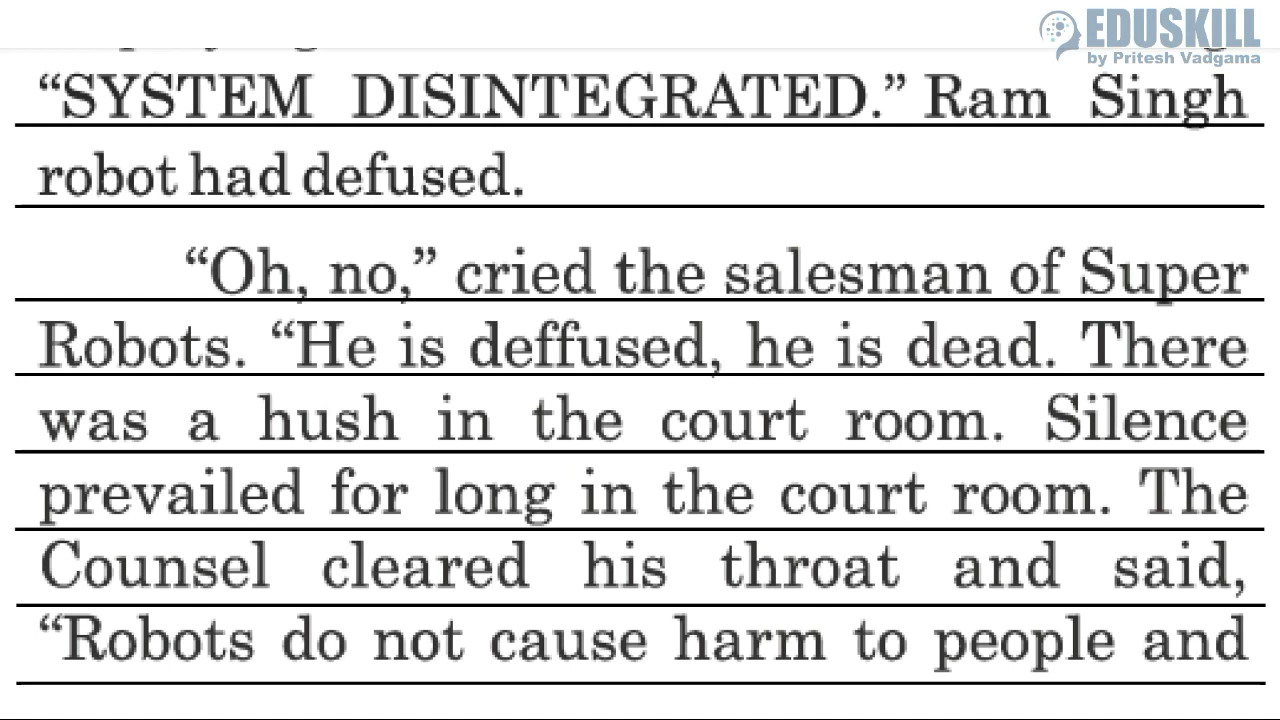 EDUSKILL
by Pritesh Vadgama
“SYSTEM DISINTEGRATED.” Ram Singh
robot had defused.
“Oh, no,” cried the salesman of Super
Robots. “He is deffused, he is dead. There
was a hush in the court room. Silence
prevailed for long in the court room. The
Counsel cleared his throat and said,
“Robots do not cause harm to people and